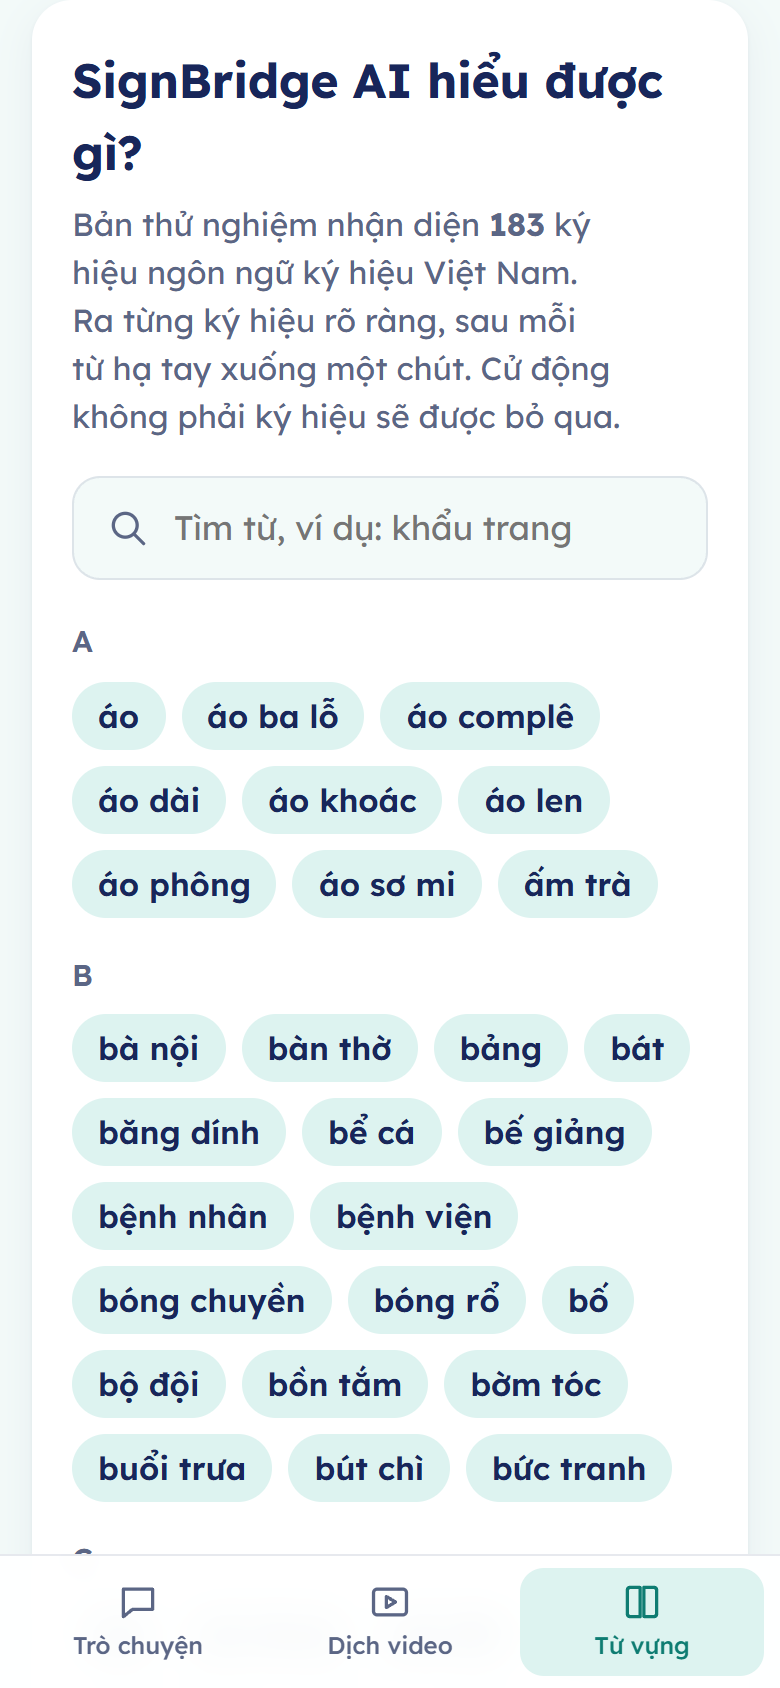 SignBridge AI hiểu được
gì?
Bản thử nghiệm nhận diện 183 ký
hiệu ngôn ngữ ký hiệu Việt Nam.
Ra từng ký hiệu rõ ràng, sau mỗi
từ hạ tay xuống một chút. Cử động
không phải ký hiệu sẽ được bỏ qua.
Tìm từ, ví dụ: khẩu trang
A
áo áo ba lỗ áo complê
áo dài áo khoác áo len
áo phông áo sơ mi ấm trà
B
bà nội bàn thờ bảng bát
băng dính bể cá bế giảng
bệnh nhân bệnh viện
bóng chuyền bóng rổ bố
bộ đội bồn tắm bờm tóc
buổi trưa bút chì bức tranh
Trò chuyện Dịch video Từ vựng